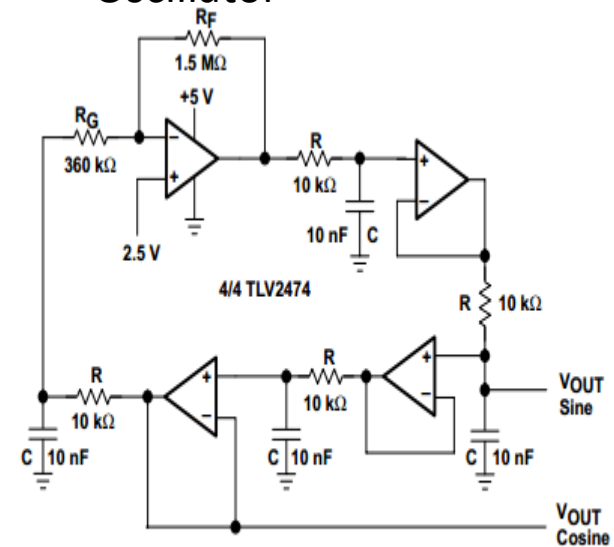 Oscillator
RF
1.5 MΩ
+5 V
RG
360 kΩ
−
+
2.5 V
R
10 kΩ
10 nF C
+
−
4/4 TLV2474
R 10 kΩ
R
10 kΩ
C 10 nF
+
−
R
10 kΩ
C 10 nF
+
−
C 10 nF
VOUT
Sine
VOUT
Cosine